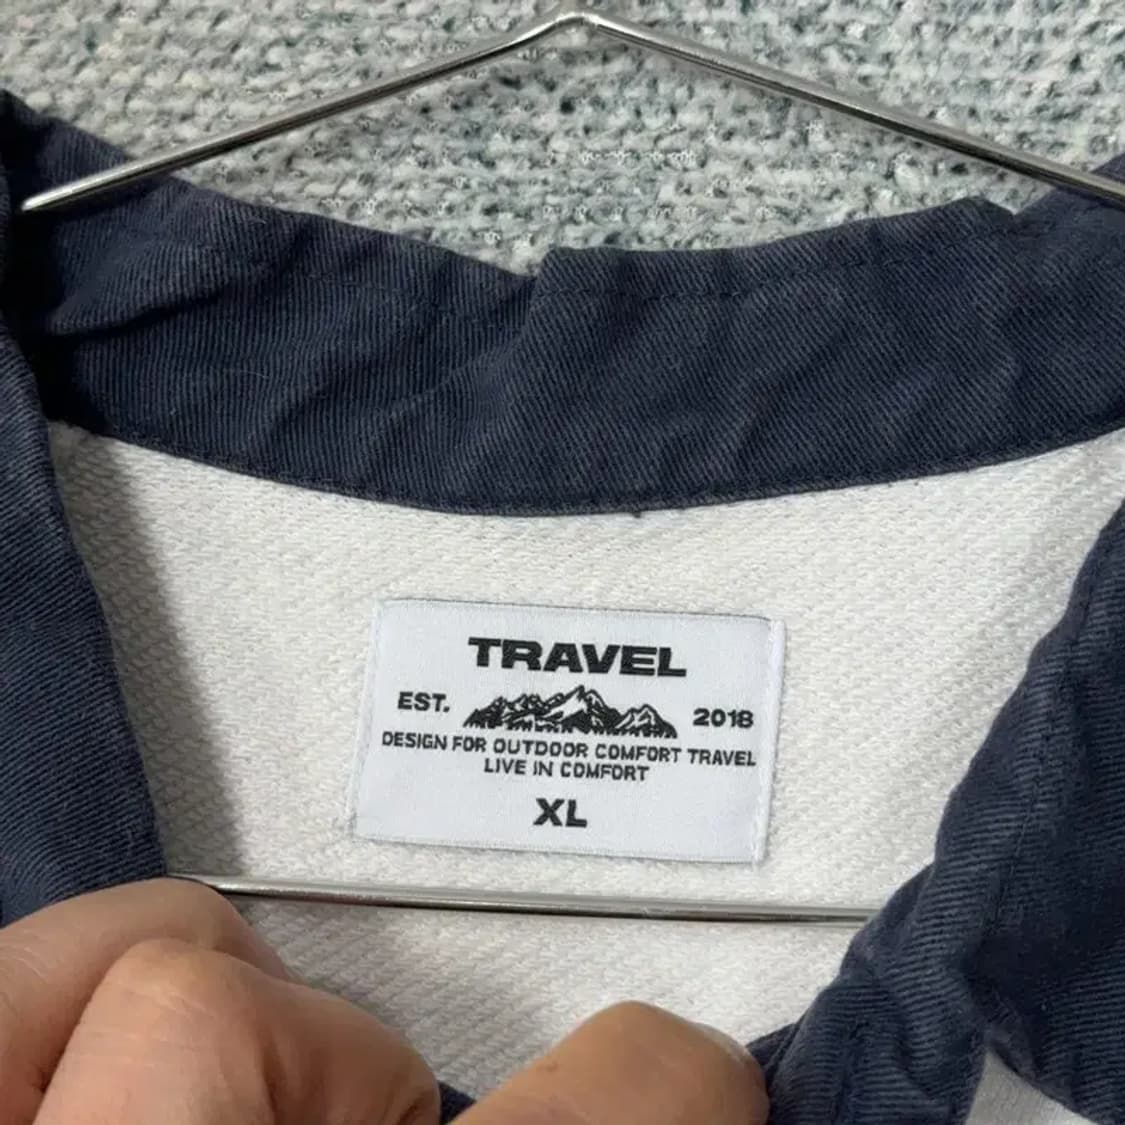 TRAVEL
EST. 2018
DESIGN FOR OUTDOOR COMFORT TRAVEL
LIVE IN COMFORT
XL